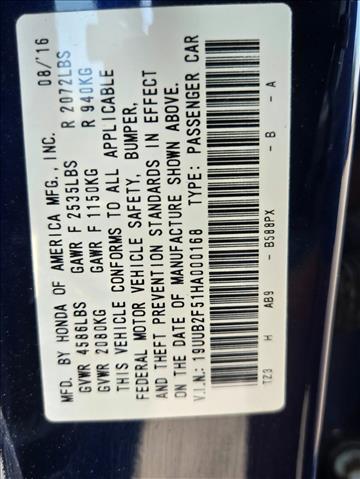 MFD. BY HONDA OF AMERICA MFG., INC. 08/'16
GVWR 4586LBS GAWR F 2535LBS R 2072LBS
GVWR 2080KG GAWR F 1150KG R 940KG
THIS VEHICLE CONFORMS TO ALL APPLICABLE
FEDERAL MOTOR VEHICLE SAFETY, BUMPER,
AND THEFT PREVENTION STANDARDS IN EFFECT
ON THE DATE OF MANUFACTURE SHOWN ABOVE.
V.I.N.: 19UUB2F51HA000168 TYPE: PASSENGER CAR
TZ3 H AB9 - B588PX - B - A